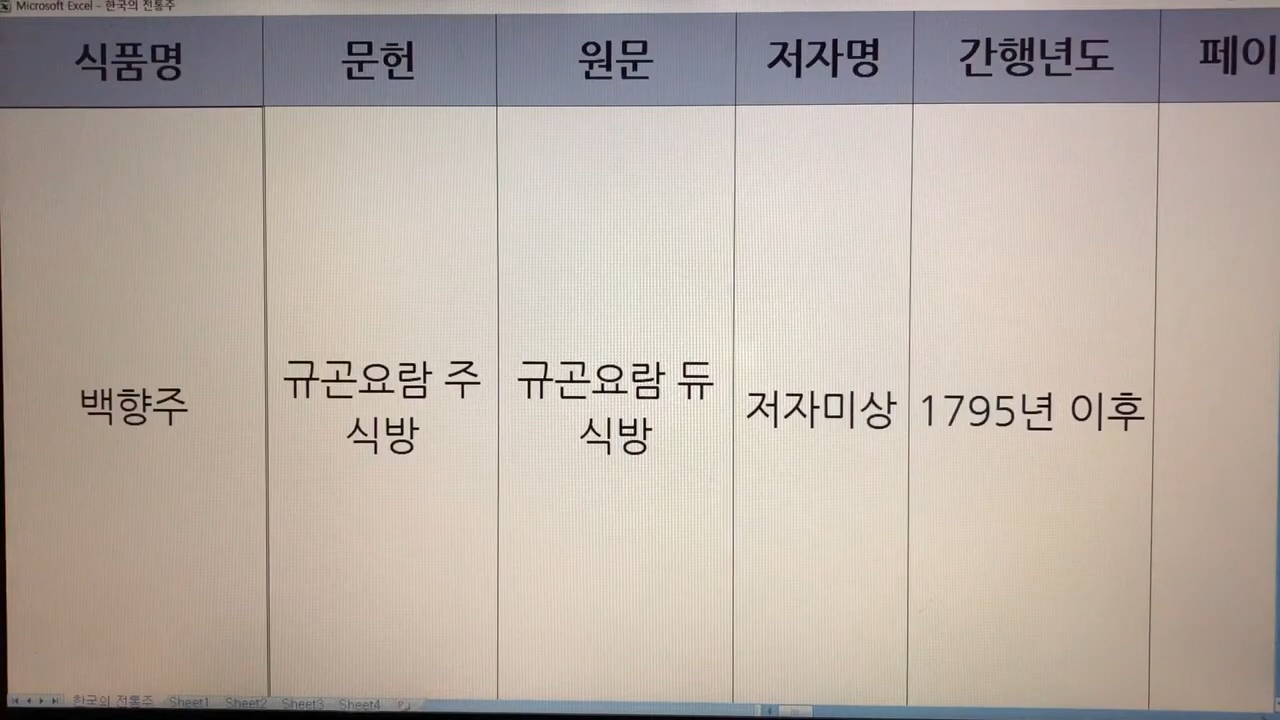 Microsoft Excel - 한국의 전통주
식품명 문헌 원문 저자명 간행년도 페이
백향주 규곤요람 주 식방 규곤요람 듀 식방 저자미상 1795년 이후
한국의 전통주 Sheet1 Sheet2 Sheet3 Sheet4